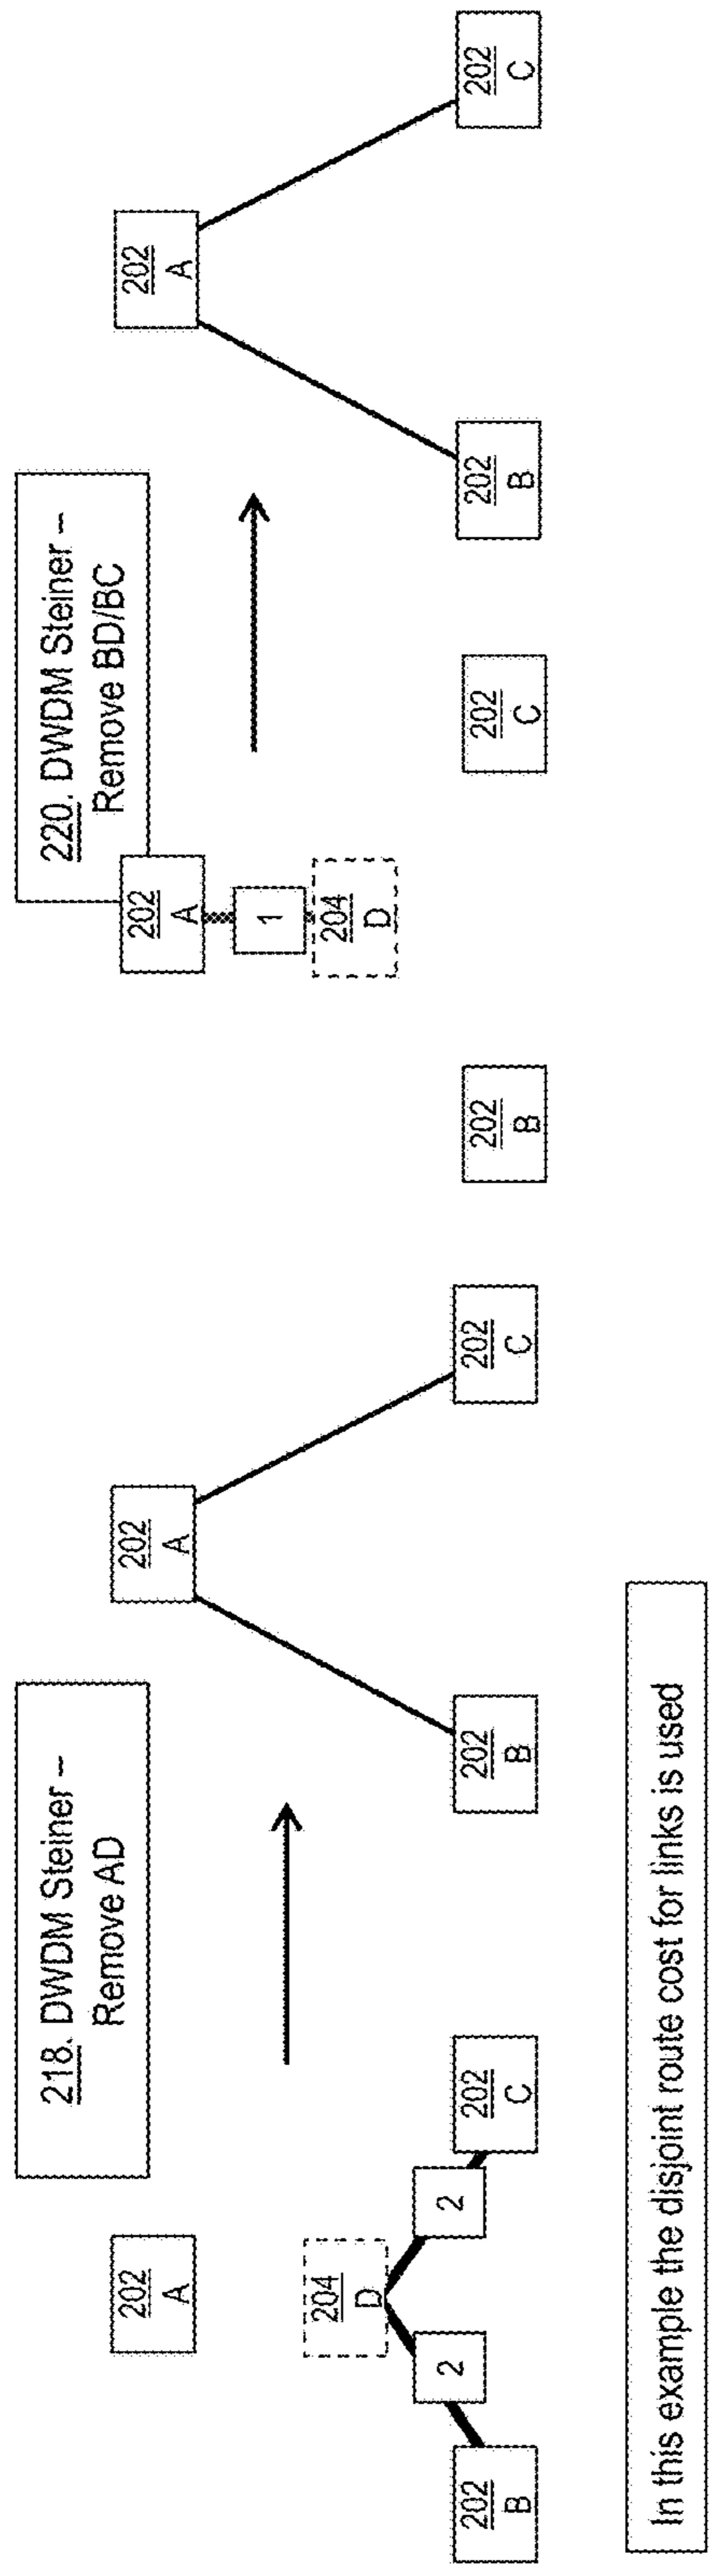 218. DWDM Steiner –
Remove AD
202
A
204
D
2
2
202
B
202
C
202
A
202
B
202
C
220. DWDM Steiner –
Remove BD/BC
202
A
1
204
D
202
B
202
C
202
A
202
B
202
C
In this example the disjoint route cost for links is used